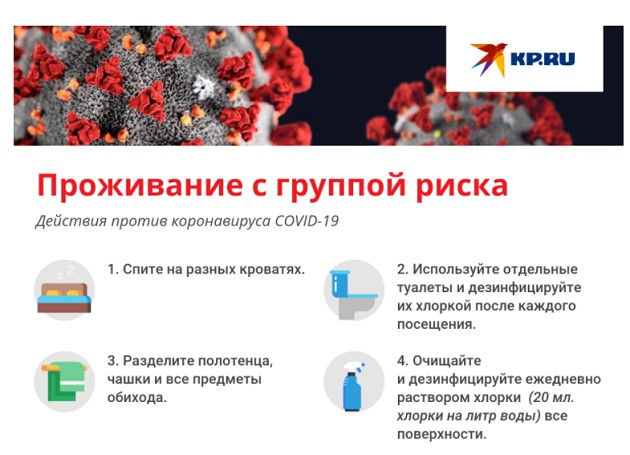 KP.RU
Проживание с группой риска
Действия против коронавируса COVID-19
1. Спите на разных кроватях.
2. Используйте отдельные
туалеты и дезинфицируйте
их хлоркой после каждого
посещения.
3. Разделите полотенца,
чашки и все предметы
обихода.
4. Очищайте
и дезинфицируйте ежедневно
раствором хлорки (20 мл.
хлорки на литр воды) все
поверхности.